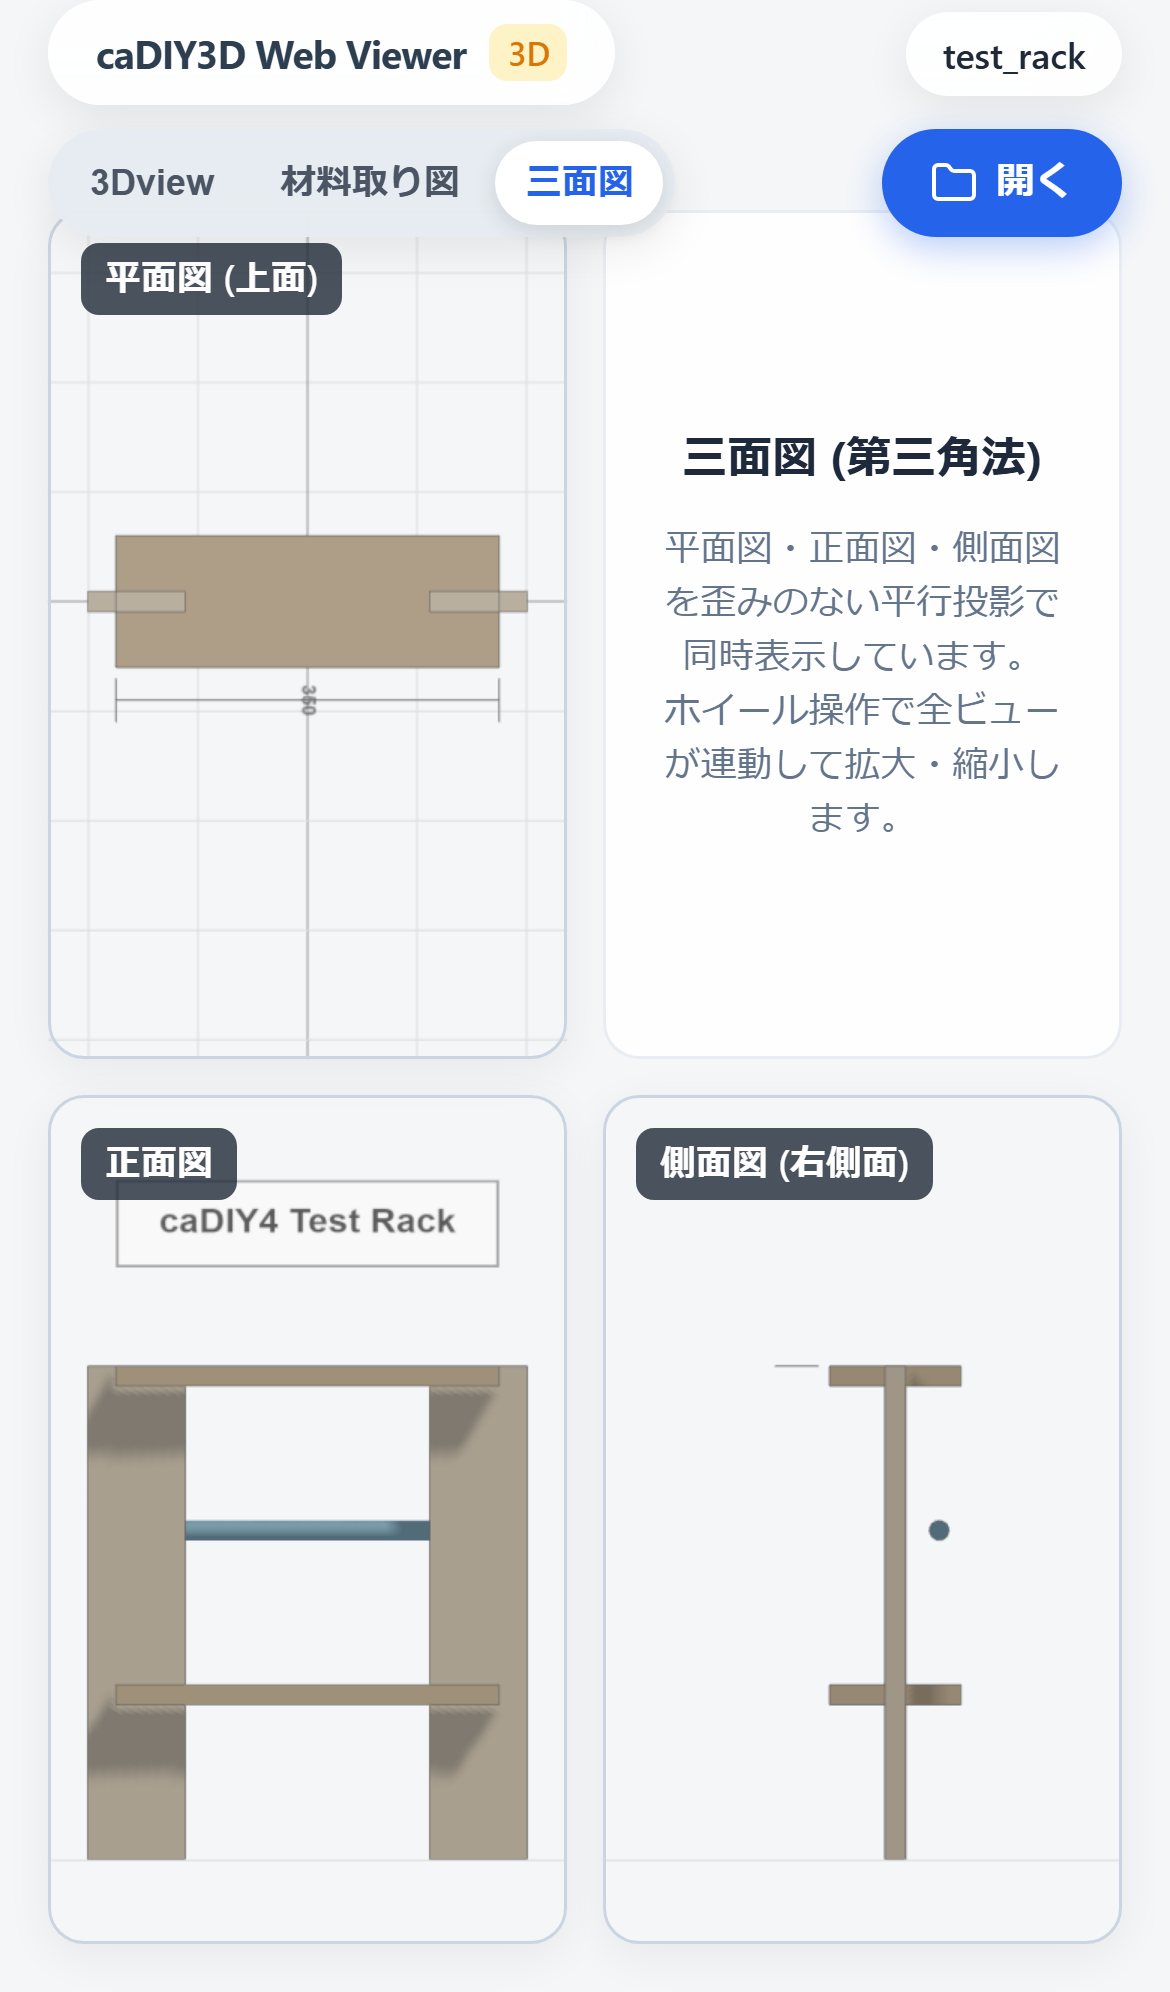 caDIY3D Web Viewer 3D
test_rack
3Dview 材料取り図 三面図
開く
平面図 (上面)
350
三面図 (第三角法)
平面図・正面図・側面図
を歪みのない平行投影で
同時表示しています。
ホイール操作で全ビュー
が連動して拡大・縮小し
ます。
正面図
caDIY4 Test Rack
側面図 (右側面)